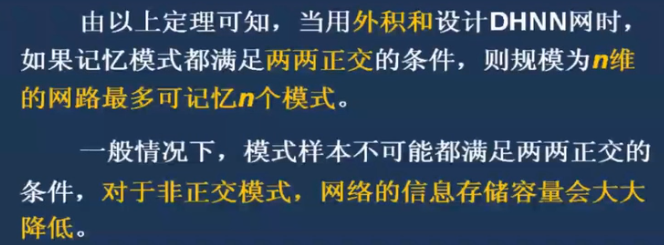 由以上定理可知，当用外积和设计DHNN网时，
如果记忆模式都满足两两正交的条件，则规模为n维
的网路最多可记忆n个模式。
一般情况下，模式样本不可能都满足两两正交的
条件，对于非正交模式，网络的信息存储容量会大大
降低。